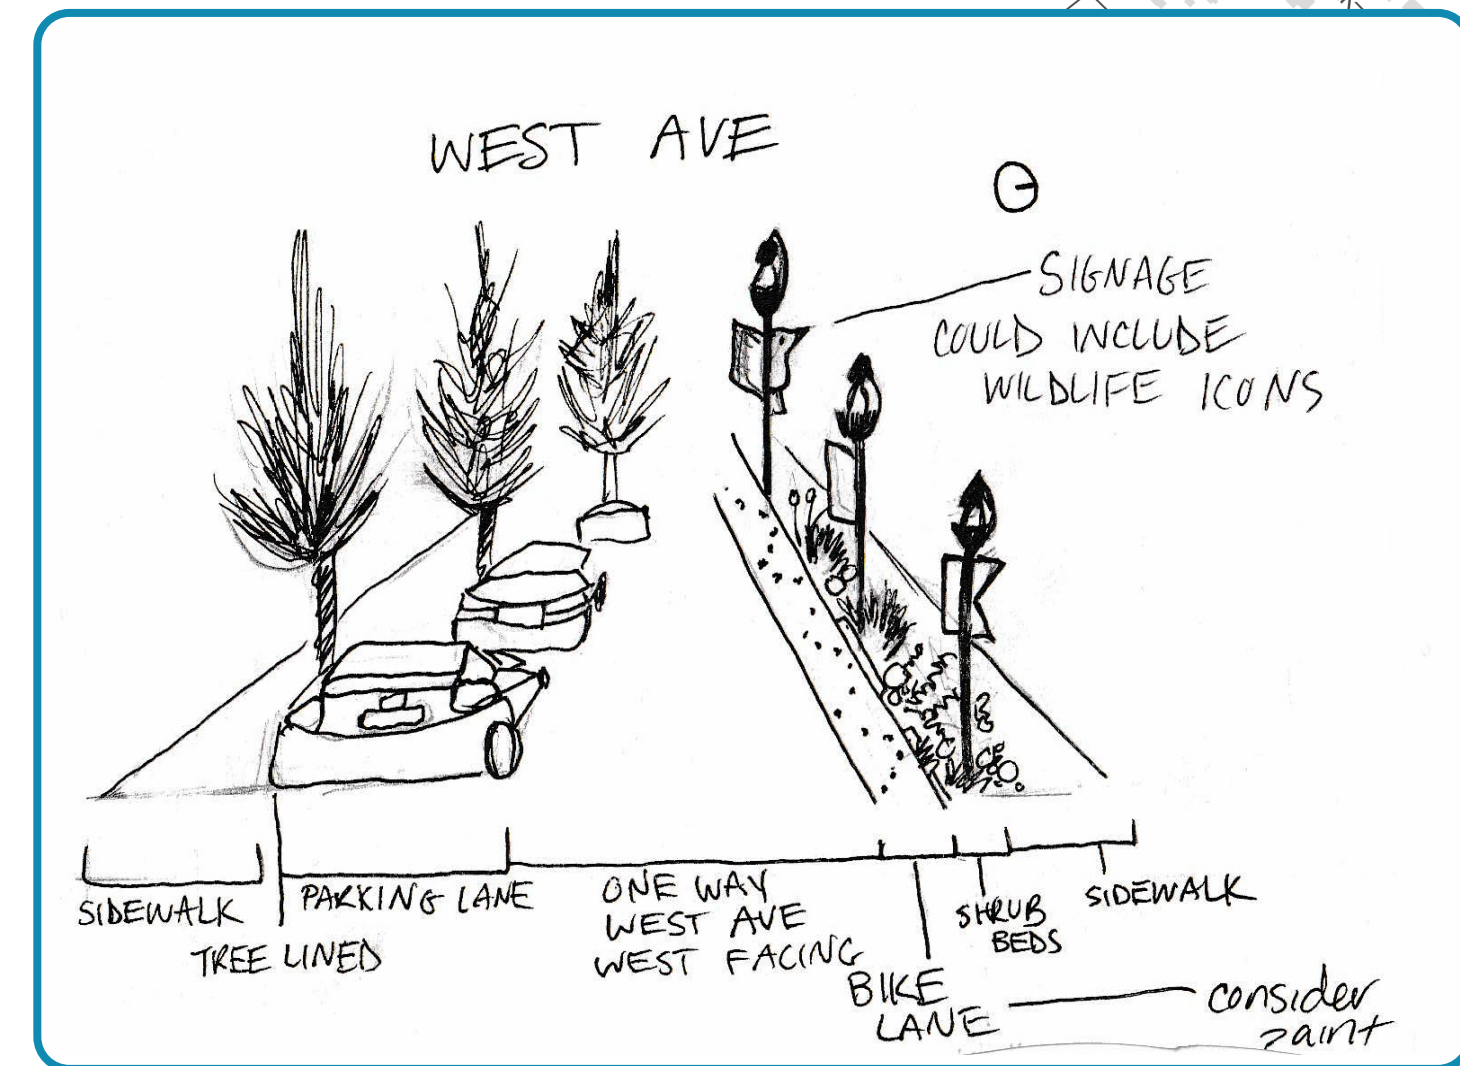 WEST AVE
SIGNAGE
COULD INCLUDE
WILDLIFE ICONS
SIDEWALK
TREE LINED
PARKING LANE
ONE WAY
WEST AVE
WEST FACING
BIKE
LANE
SHRUB
BEDS
SIDEWALK
consider
paint